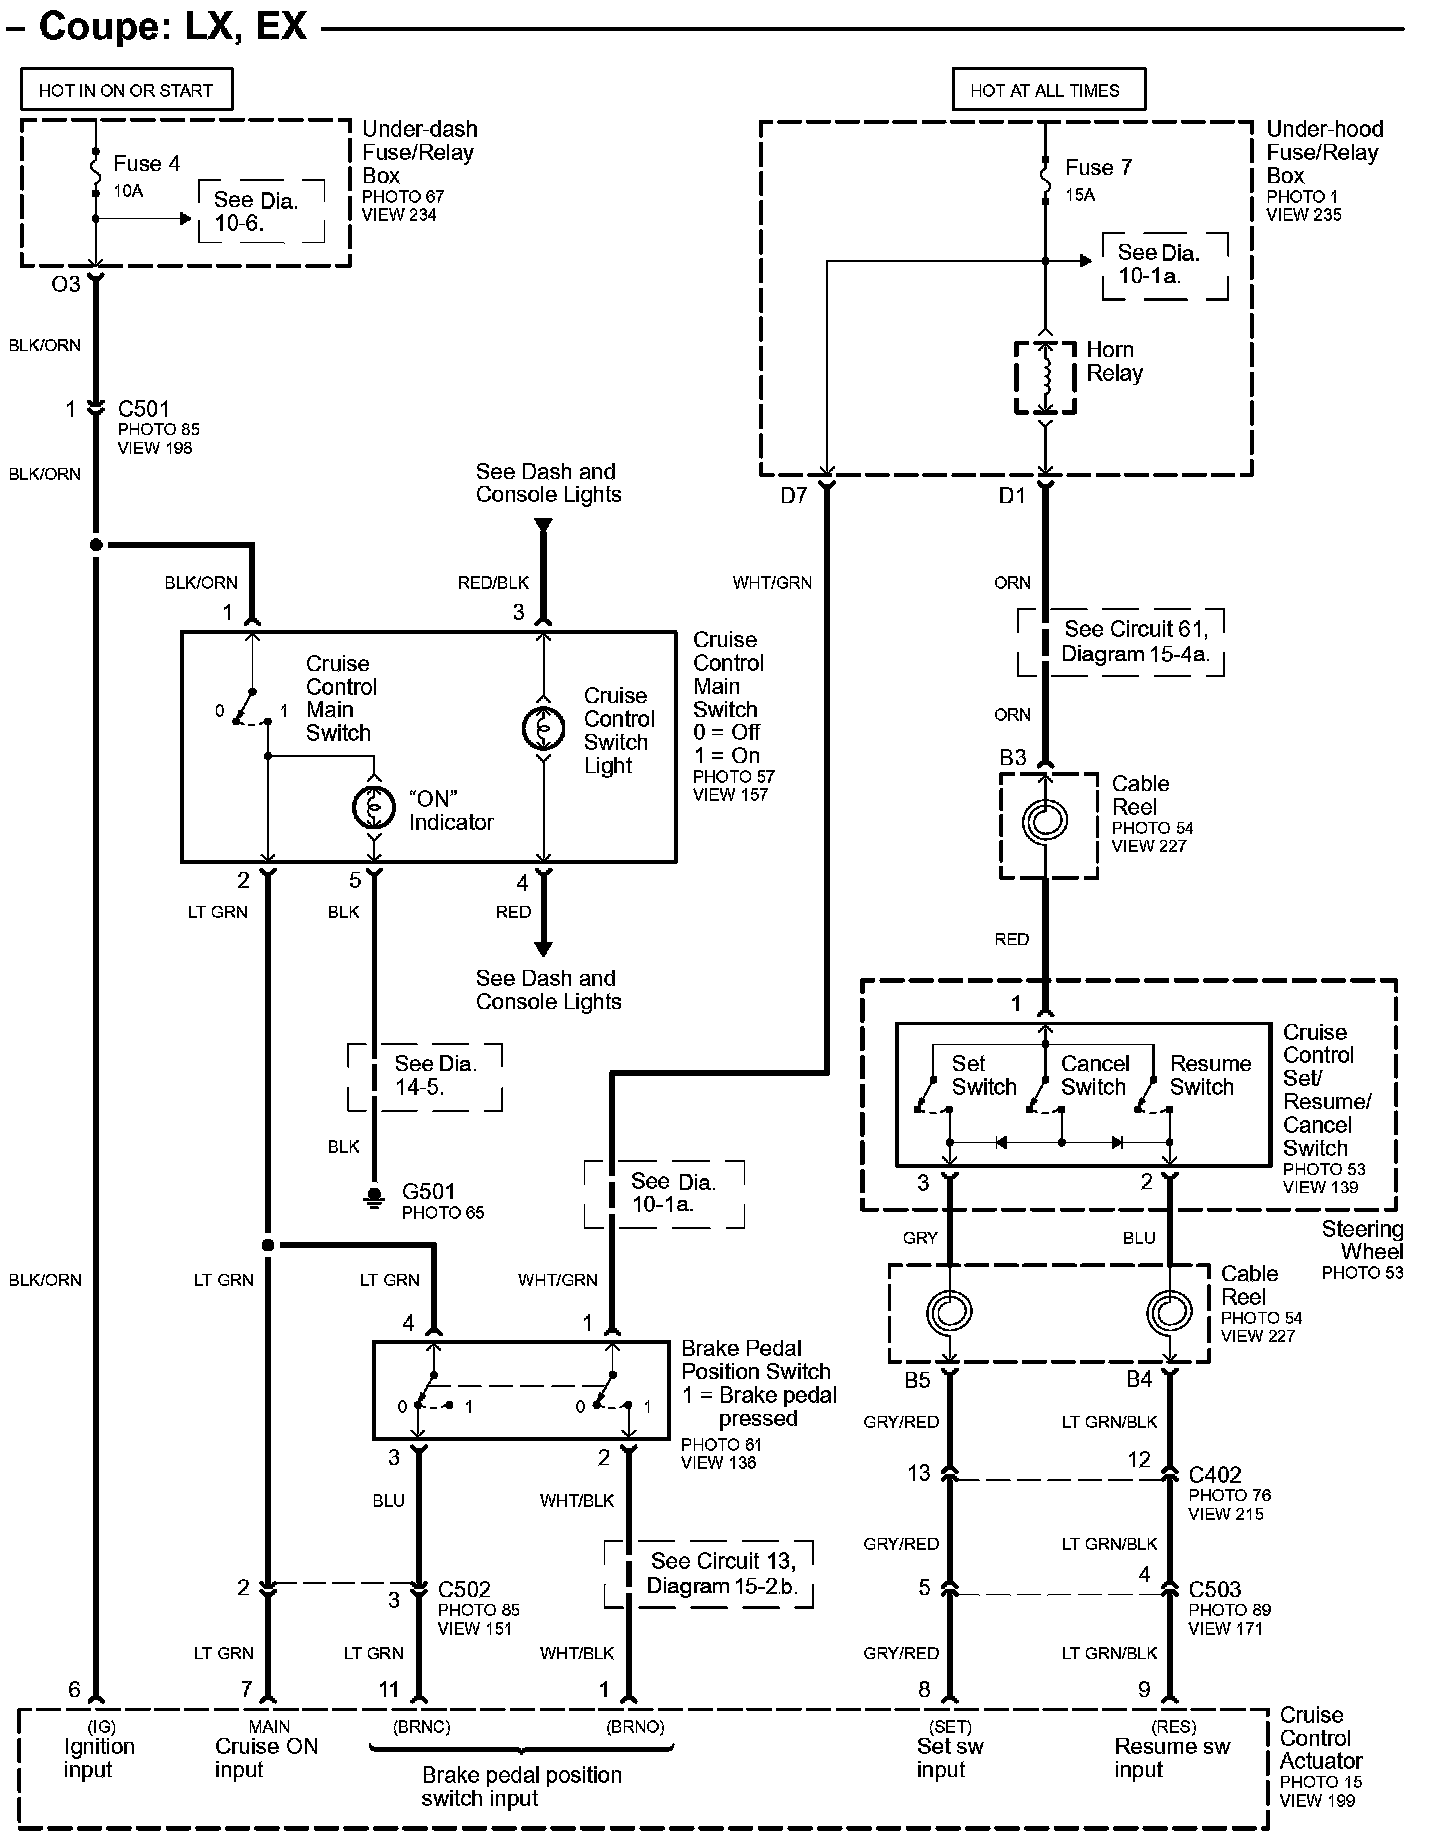 Coupe: LX, EX
HOT IN ON OR START
HOT AT ALL TIMES
Under-dash
Fuse/Relay
Box
PHOTO 67
VIEW 234
Fuse 4
10A
See Dia.
10-6.
O3
BLK/ORN
1
C501
PHOTO 85
VIEW 198
BLK/ORN
Under-hood
Fuse/Relay
Box
PHOTO 1
VIEW 235
Fuse 7
15A
See Dia.
10-1a.
Horn
Relay
D7
D1
See Dash and
Console Lights
BLK/ORN
RED/BLK
WHT/GRN
ORN
1
3
See Circuit 61,
Diagram 15-4a.
ORN
Cruise
Control
Main
Switch
0
1
Cruise
Control
Switch
Light
Cruise
Control
Main
Switch
0 = Off
1 = On
PHOTO 57
VIEW 157
"ON"
Indicator
B3
Cable
Reel
PHOTO 54
VIEW 227
2
5
4
LT GRN
BLK
RED
RED
See Dash and
Console Lights
See Dia.
14-5.
BLK
G501
PHOTO 65
1
Set
Switch
Cancel
Switch
Resume
Switch
Cruise
Control
Set/
Resume/
Cancel
Switch
PHOTO 53
VIEW 139
3
2
Steering
Wheel
PHOTO 53
See Dia.
10-1a.
GRY
BLU
BLK/ORN
LT GRN
LT GRN
WHT/GRN
Cable
Reel
PHOTO 54
VIEW 227
4
1
0
1
0
1
Brake Pedal
Position Switch
1 = Brake pedal
pressed
PHOTO 61
VIEW 136
B5
B4
GRY/RED
LT GRN/BLK
3
2
BLU
WHT/BLK
13
12
C402
PHOTO 76
VIEW 215
See Circuit 13,
Diagram 15-2b.
GRY/RED
LT GRN/BLK
2
3
C502
PHOTO 85
VIEW 151
5
4
C503
PHOTO 89
VIEW 171
LT GRN
LT GRN
WHT/BLK
GRY/RED
LT GRN/BLK
6
7
11
1
8
9
(IG)
Ignition
input
MAIN
Cruise ON
input
(BRNC)
(BRNO)
Brake pedal position
switch input
(SET)
Set sw
input
(RES)
Resume sw
input
Cruise
Control
Actuator
PHOTO 15
VIEW 199